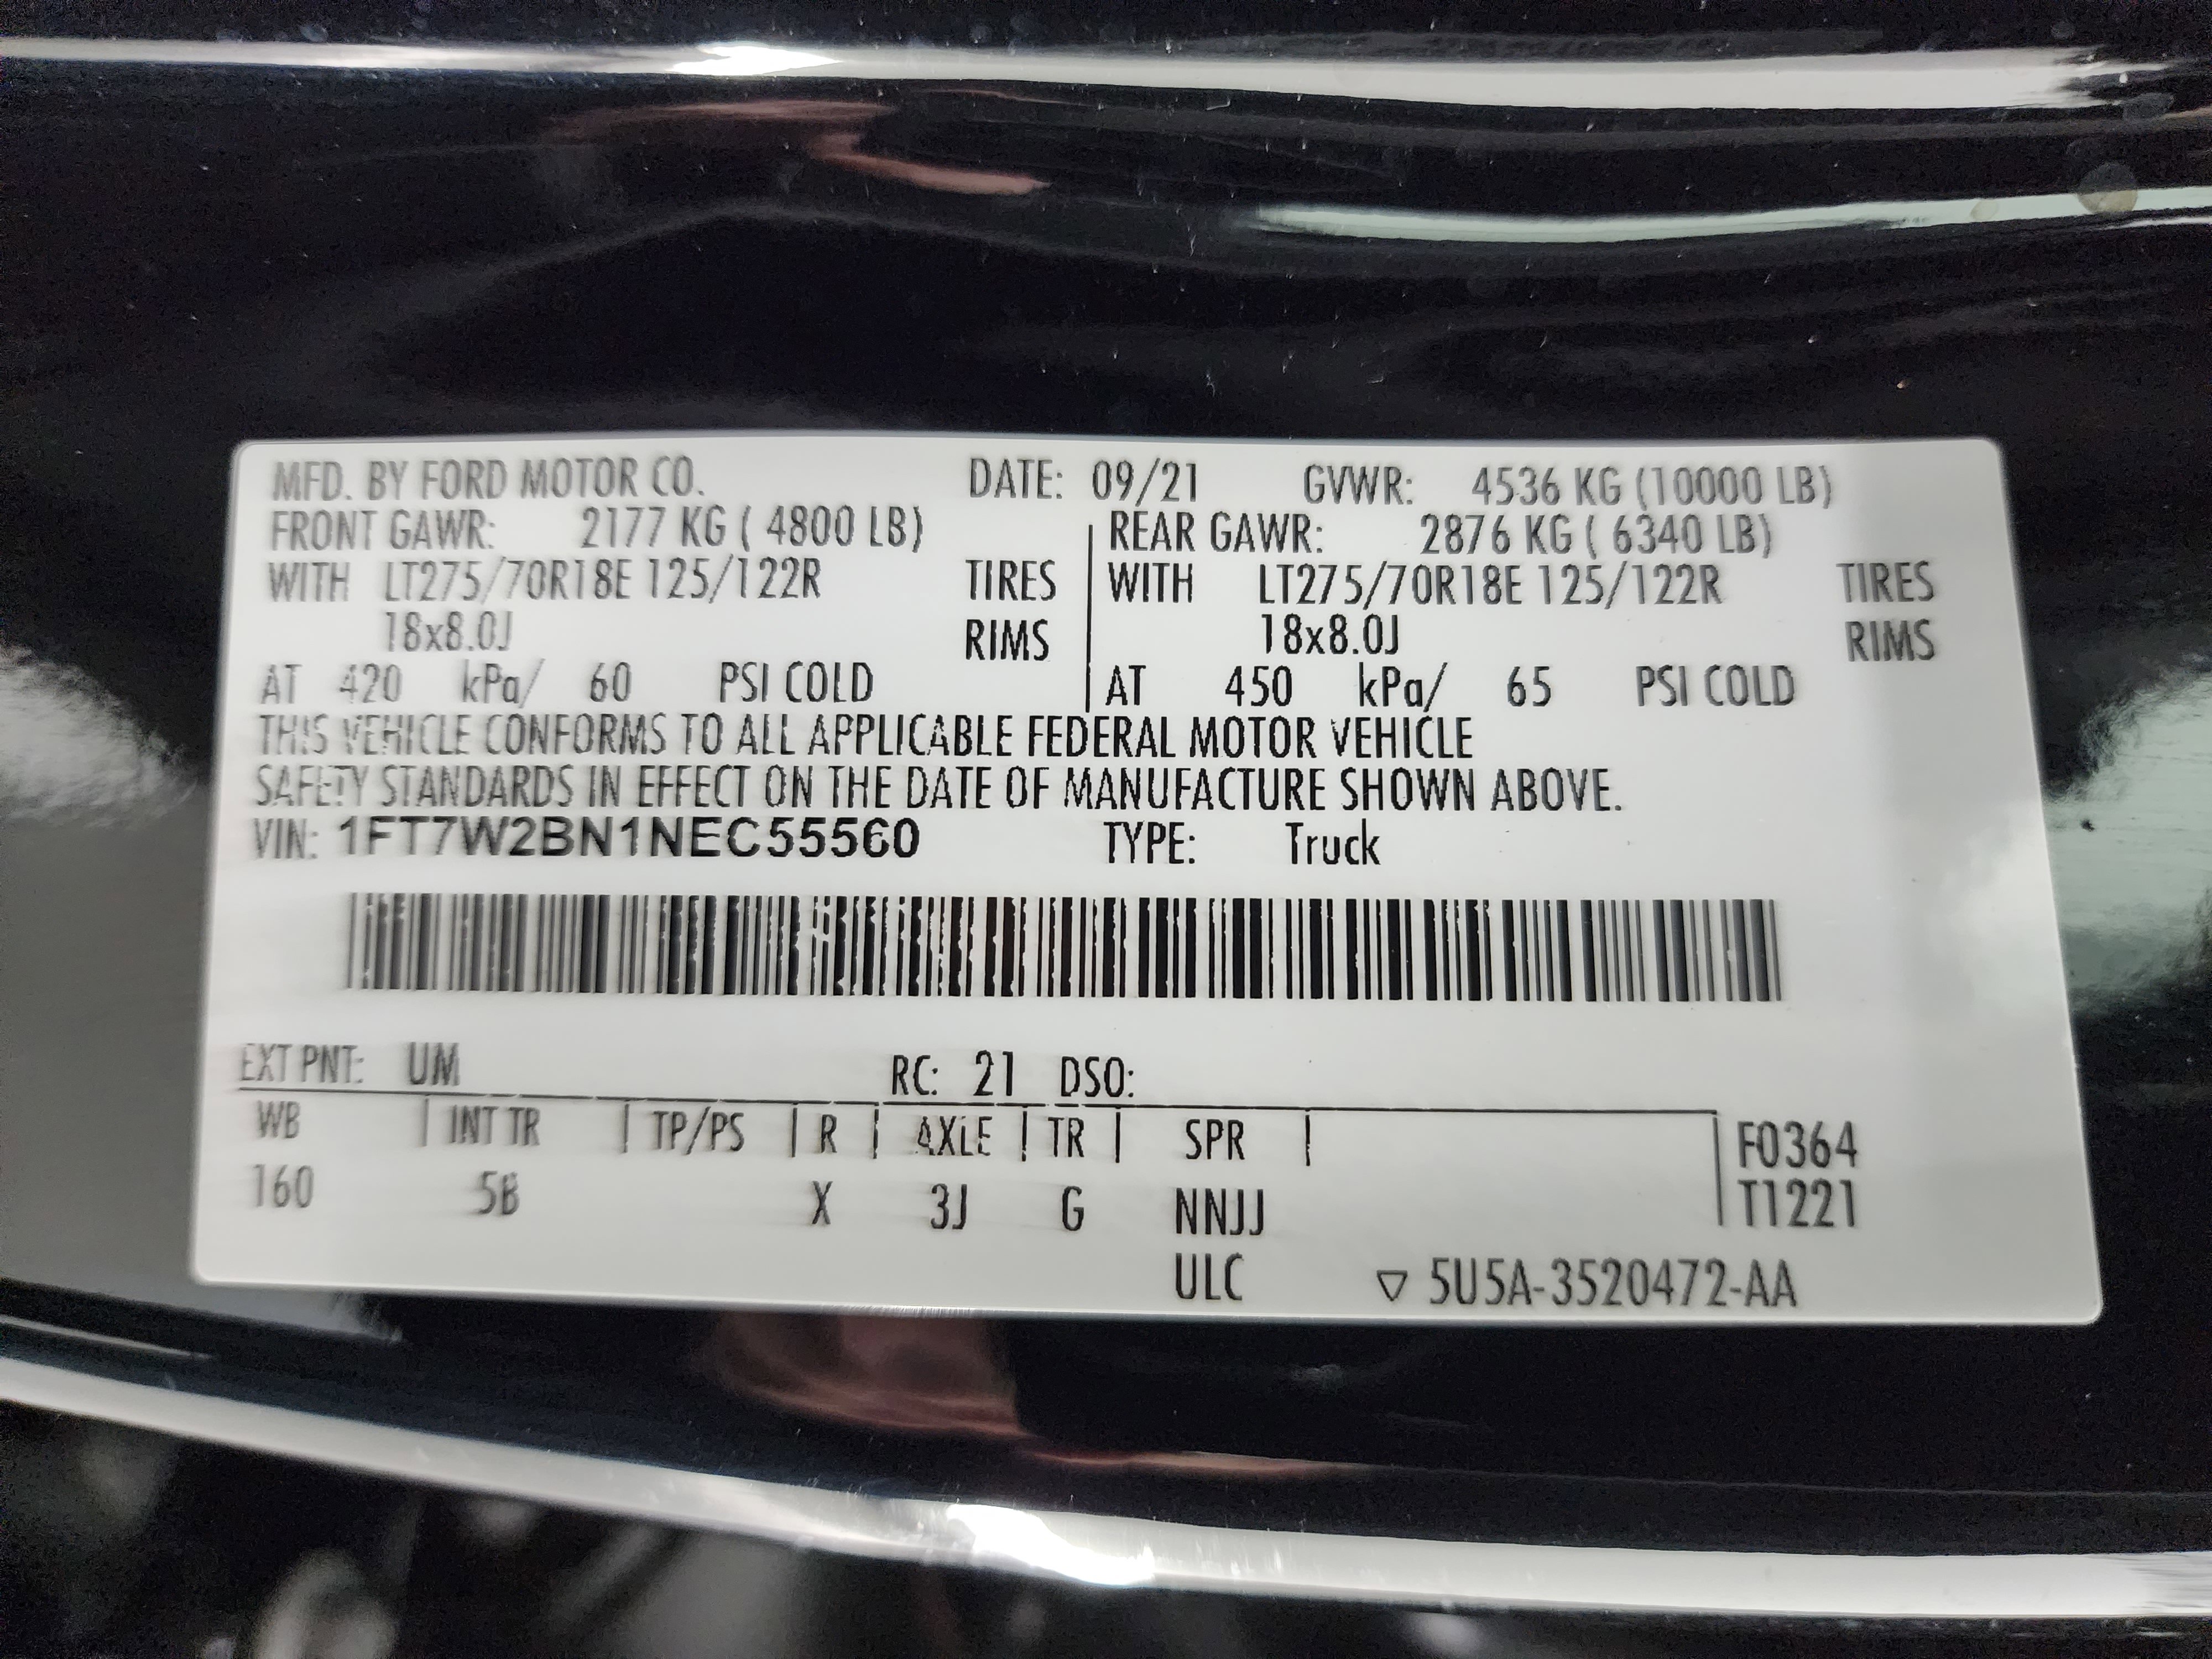 MFD. BY FORD MOTOR CO. DATE: 09/21 GVWR: 4536 KG (10000 LB)
FRONT GAWR: 2177 KG ( 4800 LB) REAR GAWR: 2876 KG ( 6340 LB)
WITH LT275/70R18E 125/122R TIRES WITH LT275/70R18E 125/122R TIRES
18x8.0J RIMS 18x8.0J RIMS
AT 420 kPa/ 60 PSI COLD AT 450 kPa/ 65 PSI COLD
THIS VEHICLE CONFORMS TO ALL APPLICABLE FEDERAL MOTOR VEHICLE
SAFETY STANDARDS IN EFFECT ON THE DATE OF MANUFACTURE SHOWN ABOVE.
VIN: 1FT7W2BN1NEC55560 TYPE: Truck
EXT PNT: UM RC: 21 DSO:
WB | INT TR | TP/PS | R | AXLE | TR | SPR | F0364
160 5B X 3J G NNJJ T1221
ULC ▽ 5U5A-3520472-AA